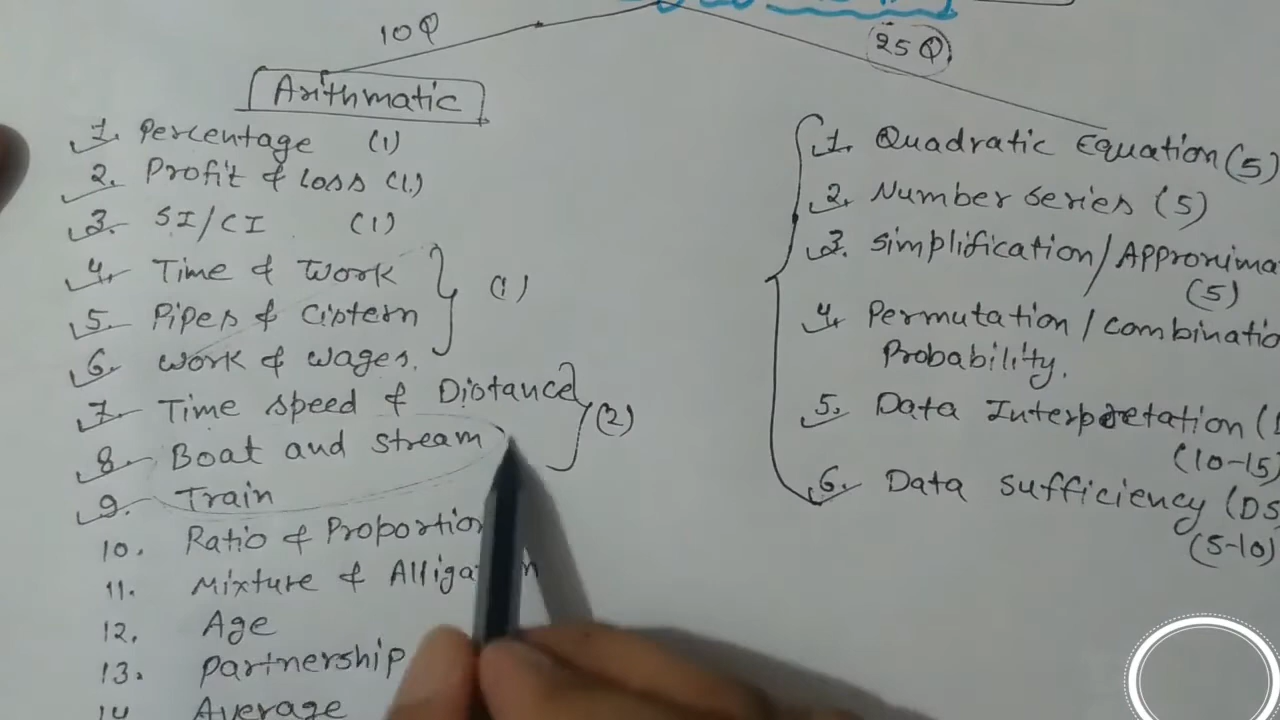 10Q
25Q
Arithmatic
1. Percentage (1)
2. Profit & loss (1)
3. SI/CI (1)
4. Time & Work
5. Pipes & Cistern
(1)
6. Work & wages.
7. Time speed & Distance
(2)
8. Boat and stream
9. Train
10. Ratio & Proportion
11. Mixture &
12. Age
13. Partnership
14. Average
1. Quadratic Equation (5)
2. Number series (5)
3. Simplification/Approxima
(5)
4. Permutation / combinatio
Probability.
5. Data Interpretation (
(10-15)
6. Data Sufficiency (DS
(5-10)